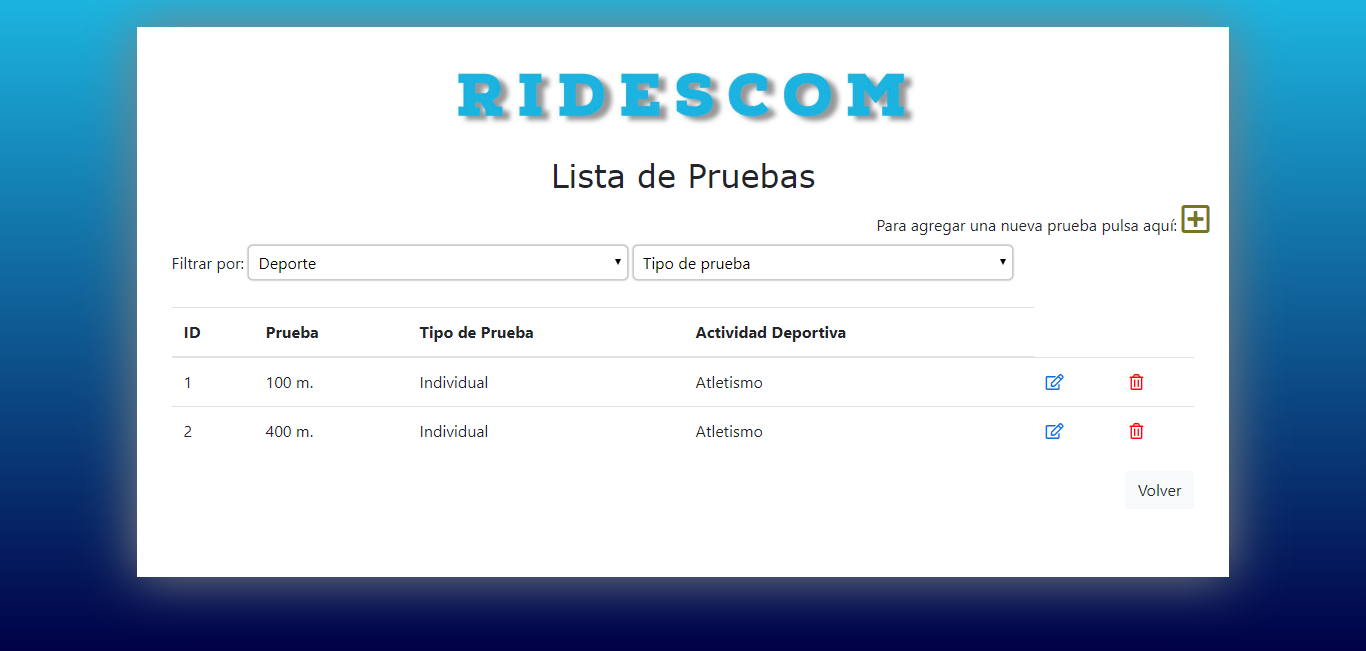 RIDESCOM
Lista de Pruebas
Para agregar una nueva prueba pulsa aquí:
Filtrar por: Deporte Tipo de prueba
ID Prueba Tipo de Prueba Actividad Deportiva
1 100 m. Individual Atletismo
2 400 m. Individual Atletismo
Volver